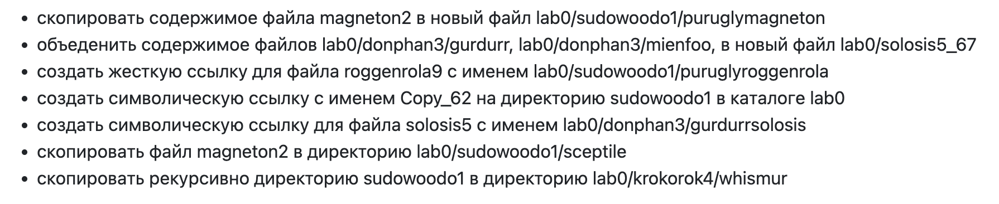 • скопировать содержимое файла magneton2 в новый файл lab0/sudowoodo1/puruglymagneton
• объеденить содержимое файлов lab0/donphan3/gurdurr, lab0/donphan3/mienfoo, в новый файл lab0/solosis5_67
• создать жесткую ссылку для файла roggenrola9 с именем lab0/sudowoodo1/puruglyroggenrola
• создать символическую ссылку с именем Copy_62 на директорию sudowoodo1 в каталоге lab0
• создать символическую ссылку для файла solosis5 с именем lab0/donphan3/gurdurrsolosis
• скопировать файл magneton2 в директорию lab0/sudowoodo1/sceptile
• скопировать рекурсивно директорию sudowoodo1 в директорию lab0/krokorok4/whismur